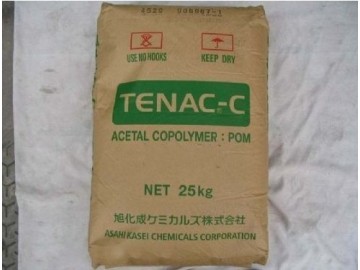 4520
USE NO HOOKS
KEEP DRY
TENAC-C
ACETAL COPOLYMER : POM
NET 25kg
旭化成ケミカルズ株式会社
ASAHI KASEI CHEMICALS CORPORATION